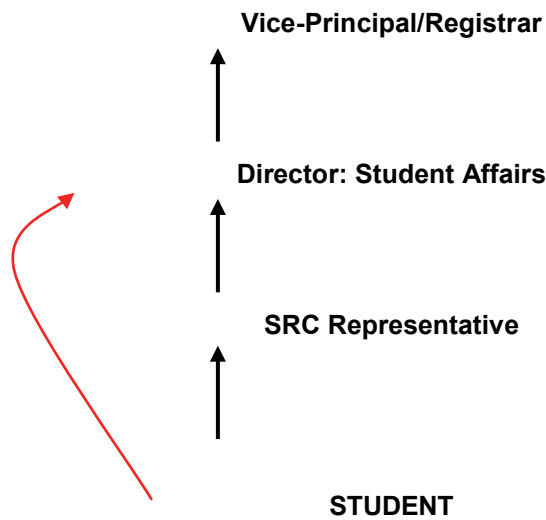 Vice-Principal/Registrar
Director: Student Affairs
SRC Representative
STUDENT